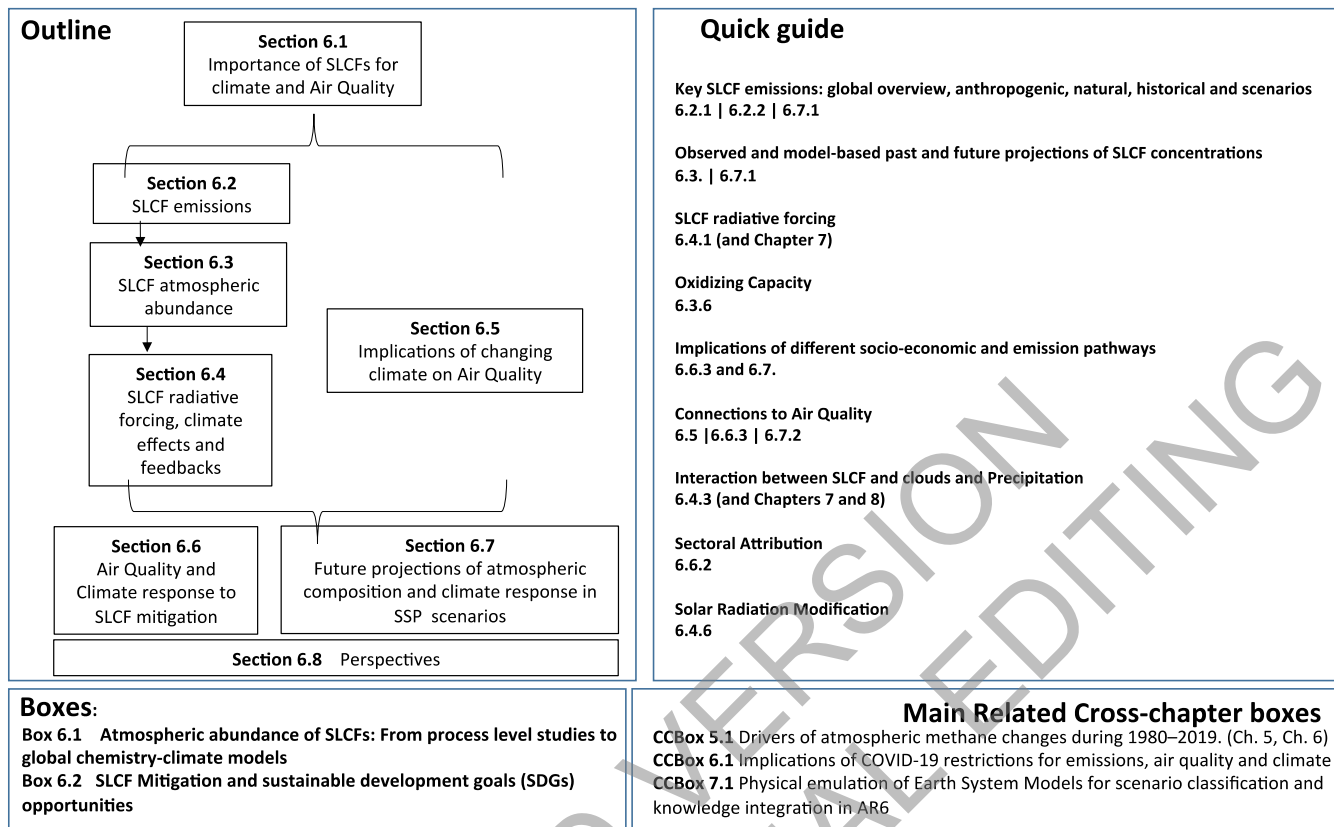 Outline
Section 6.1
Importance of SLCFs for
climate and Air Quality
Section 6.2
SLCF emissions
Section 6.3
SLCF atmospheric
abundance
Section 6.4
SLCF radiative
forcing, climate
effects and
feedbacks
Section 6.5
Implications of changing
climate on Air Quality
Section 6.6
Air Quality and
Climate response to
SLCF mitigation
Section 6.7
Future projections of atmospheric
composition and climate response in
SSP scenarios
Section 6.8 Perspectives
Quick guide
Key SLCF emissions: global overview, anthropogenic, natural, historical and scenarios
6.2.1 | 6.2.2 | 6.7.1
Observed and model-based past and future projections of SLCF concentrations
6.3. | 6.7.1
SLCF radiative forcing
6.4.1 (and Chapter 7)
Oxidizing Capacity
6.3.6
Implications of different socio-economic and emission pathways
6.6.3 and 6.7.
Connections to Air Quality
6.5 |6.6.3 | 6.7.2
Interaction between SLCF and clouds and Precipitation
6.4.3 (and Chapters 7 and 8)
Sectoral Attribution
6.6.2
Solar Radiation Modification
6.4.6
Boxes:
Box 6.1 Atmospheric abundance of SLCFs: From process level studies to
global chemistry-climate models
Box 6.2 SLCF Mitigation and sustainable development goals (SDGs)
opportunities
Main Related Cross-chapter boxes
CCBox 5.1 Drivers of atmospheric methane changes during 1980–2019. (Ch. 5, Ch. 6)
CCBox 6.1 Implications of COVID-19 restrictions for emissions, air quality and climate
CCBox 7.1 Physical emulation of Earth System Models for scenario classification and
knowledge integration in AR6
VERSION
EDITING